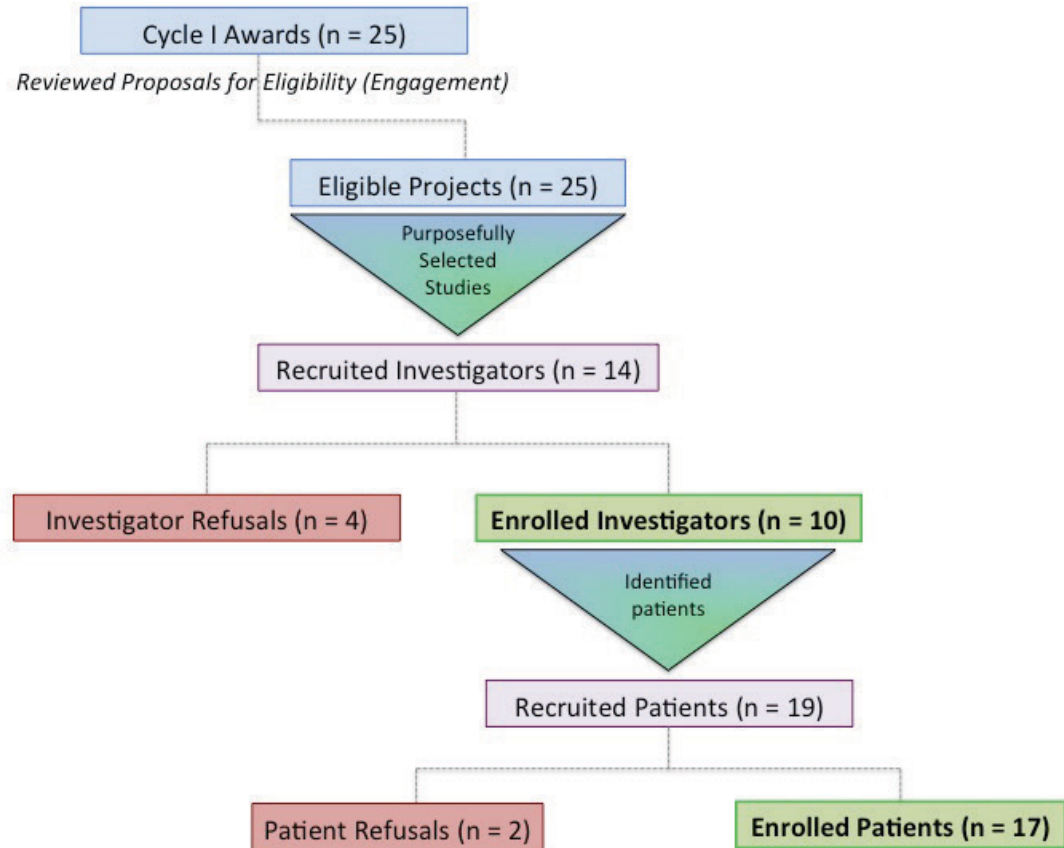 Cycle I Awards (n = 25)
Reviewed Proposals for Eligibility (Engagement)
Eligible Projects (n = 25)
Purposefully
Selected
Studies
Recruited Investigators (n = 14)
Investigator Refusals (n = 4)
Enrolled Investigators (n = 10)
Identified
patients
Recruited Patients (n = 19)
Patient Refusals (n = 2)
Enrolled Patients (n = 17)